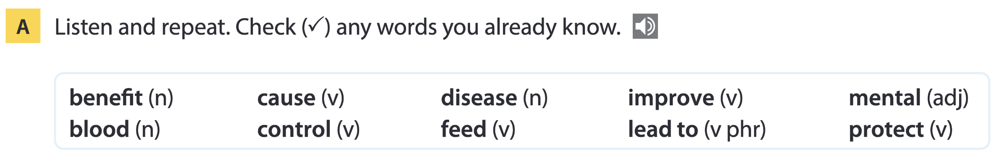 A Listen and repeat. Check (✓) any words you already know.
benefit (n) cause (v) disease (n) improve (v) mental (adj)
blood (n) control (v) feed (v) lead to (v phr) protect (v)